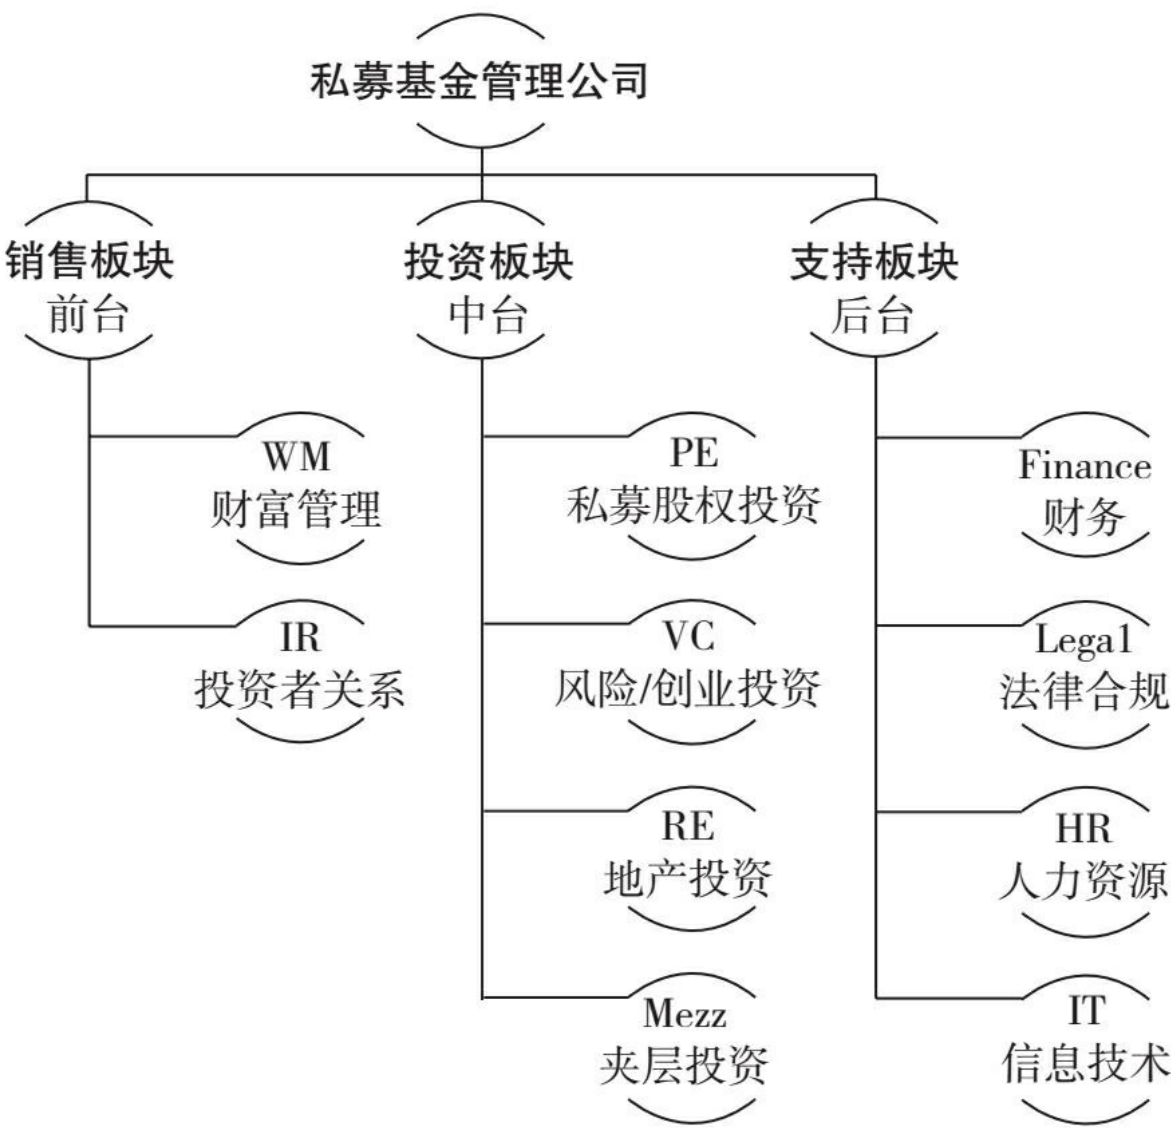 私募基金管理公司
销售板块
前台
投资板块
中台
支持板块
后台
WM
财富管理
IR
投资者关系
PE
私募股权投资
VC
风险/创业投资
RE
地产投资
Mezz
夹层投资
Finance
财务
Lega1
法律合规
HR
人力资源
IT
信息技术